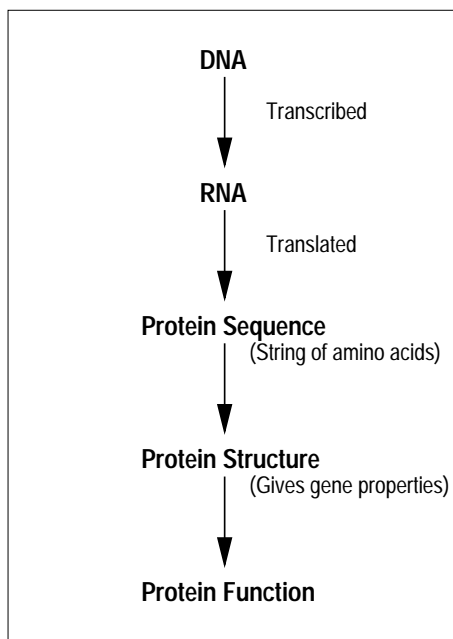 DNA
Transcribed
RNA
Translated
Protein Sequence
(String of amino acids)
Protein Structure
(Gives gene properties)
Protein Function